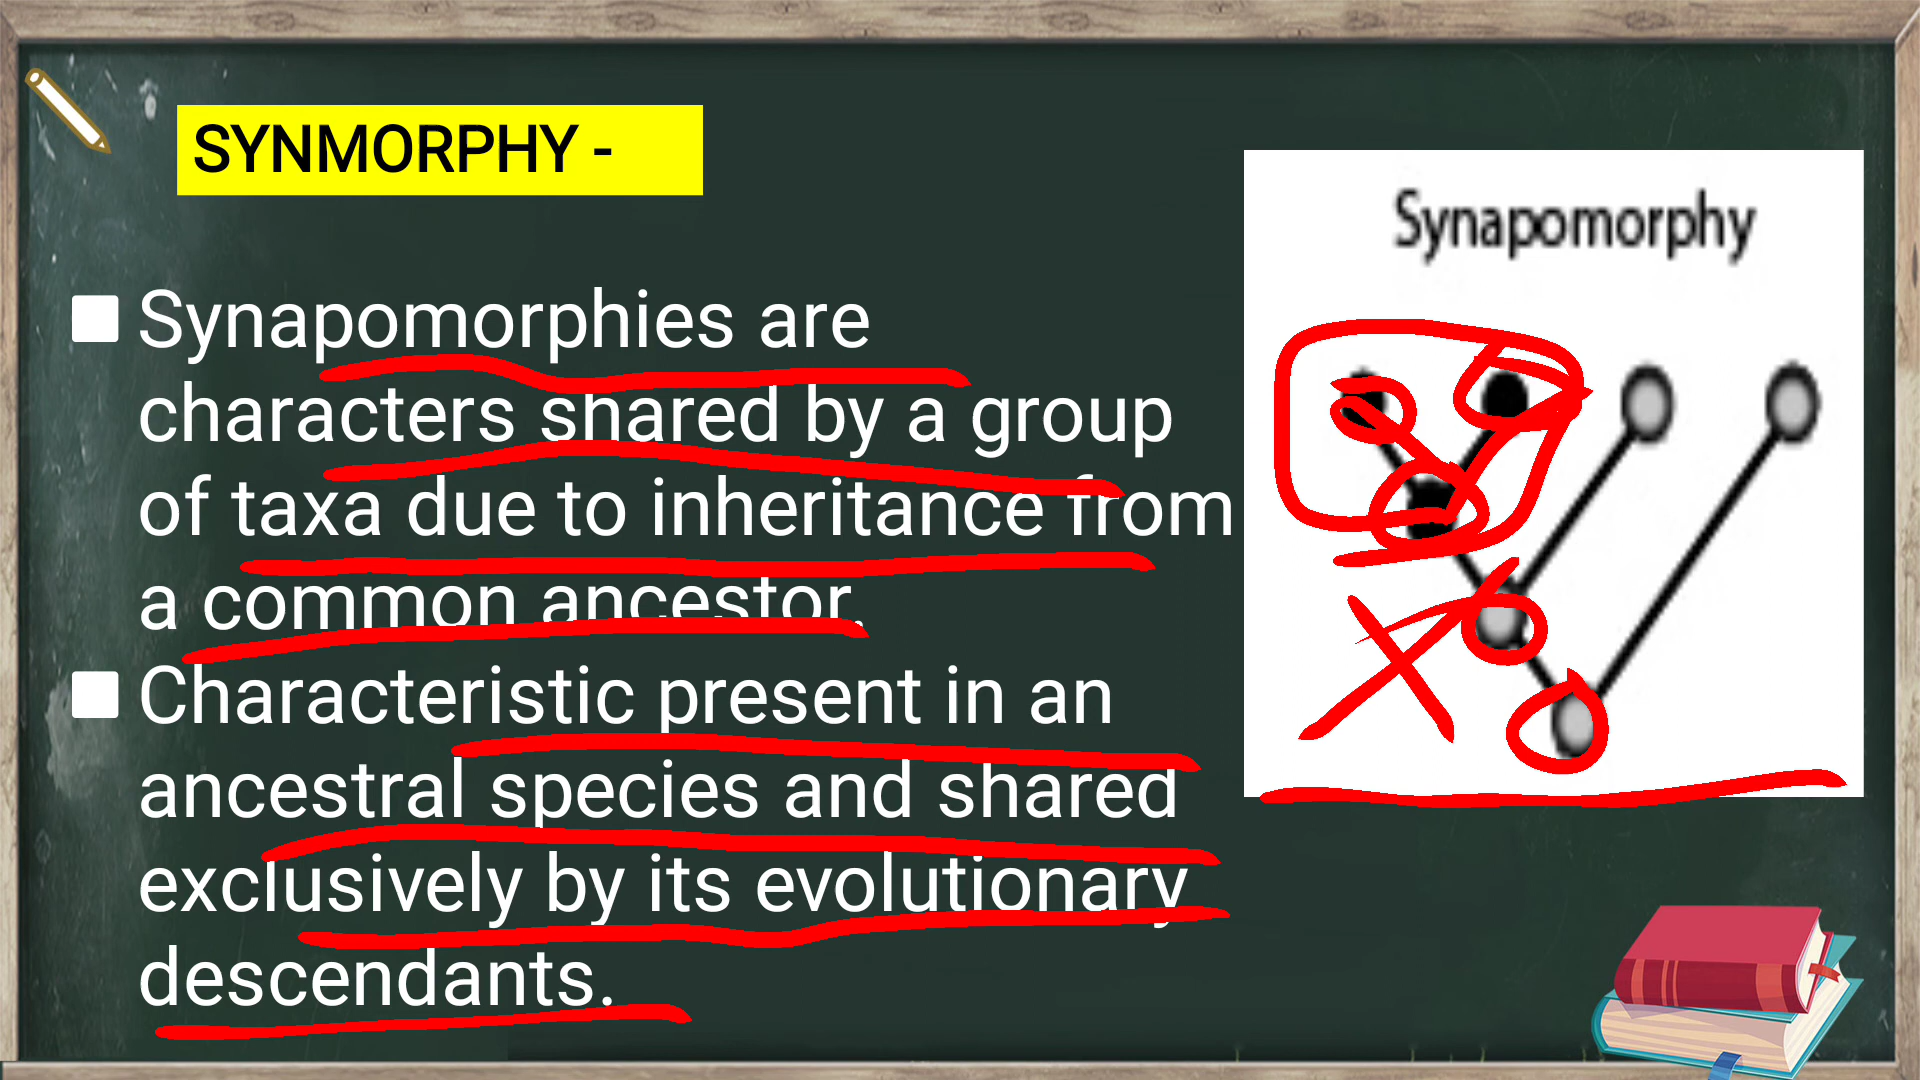 SYNMORPHY -
Synapomorphy
Synapomorphies are
characters shared by a group
of taxa due to inheritance from
a common ancestor.
Characteristic present in an
ancestral species and shared
exclusively by its evolutionary
descendants.